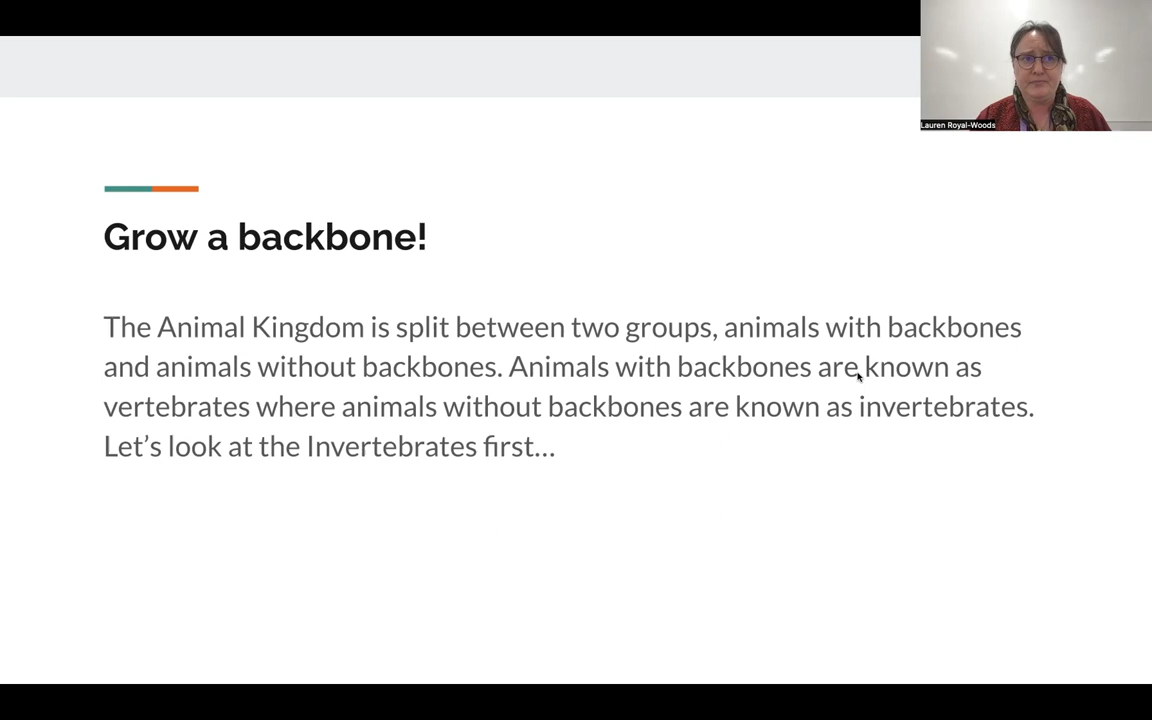 Lauren Royal-Woods
Grow a backbone!
The Animal Kingdom is split between two groups, animals with backbones
and animals without backbones. Animals with backbones are known as
vertebrates where animals without backbones are known as invertebrates.
Let’s look at the Invertebrates first...